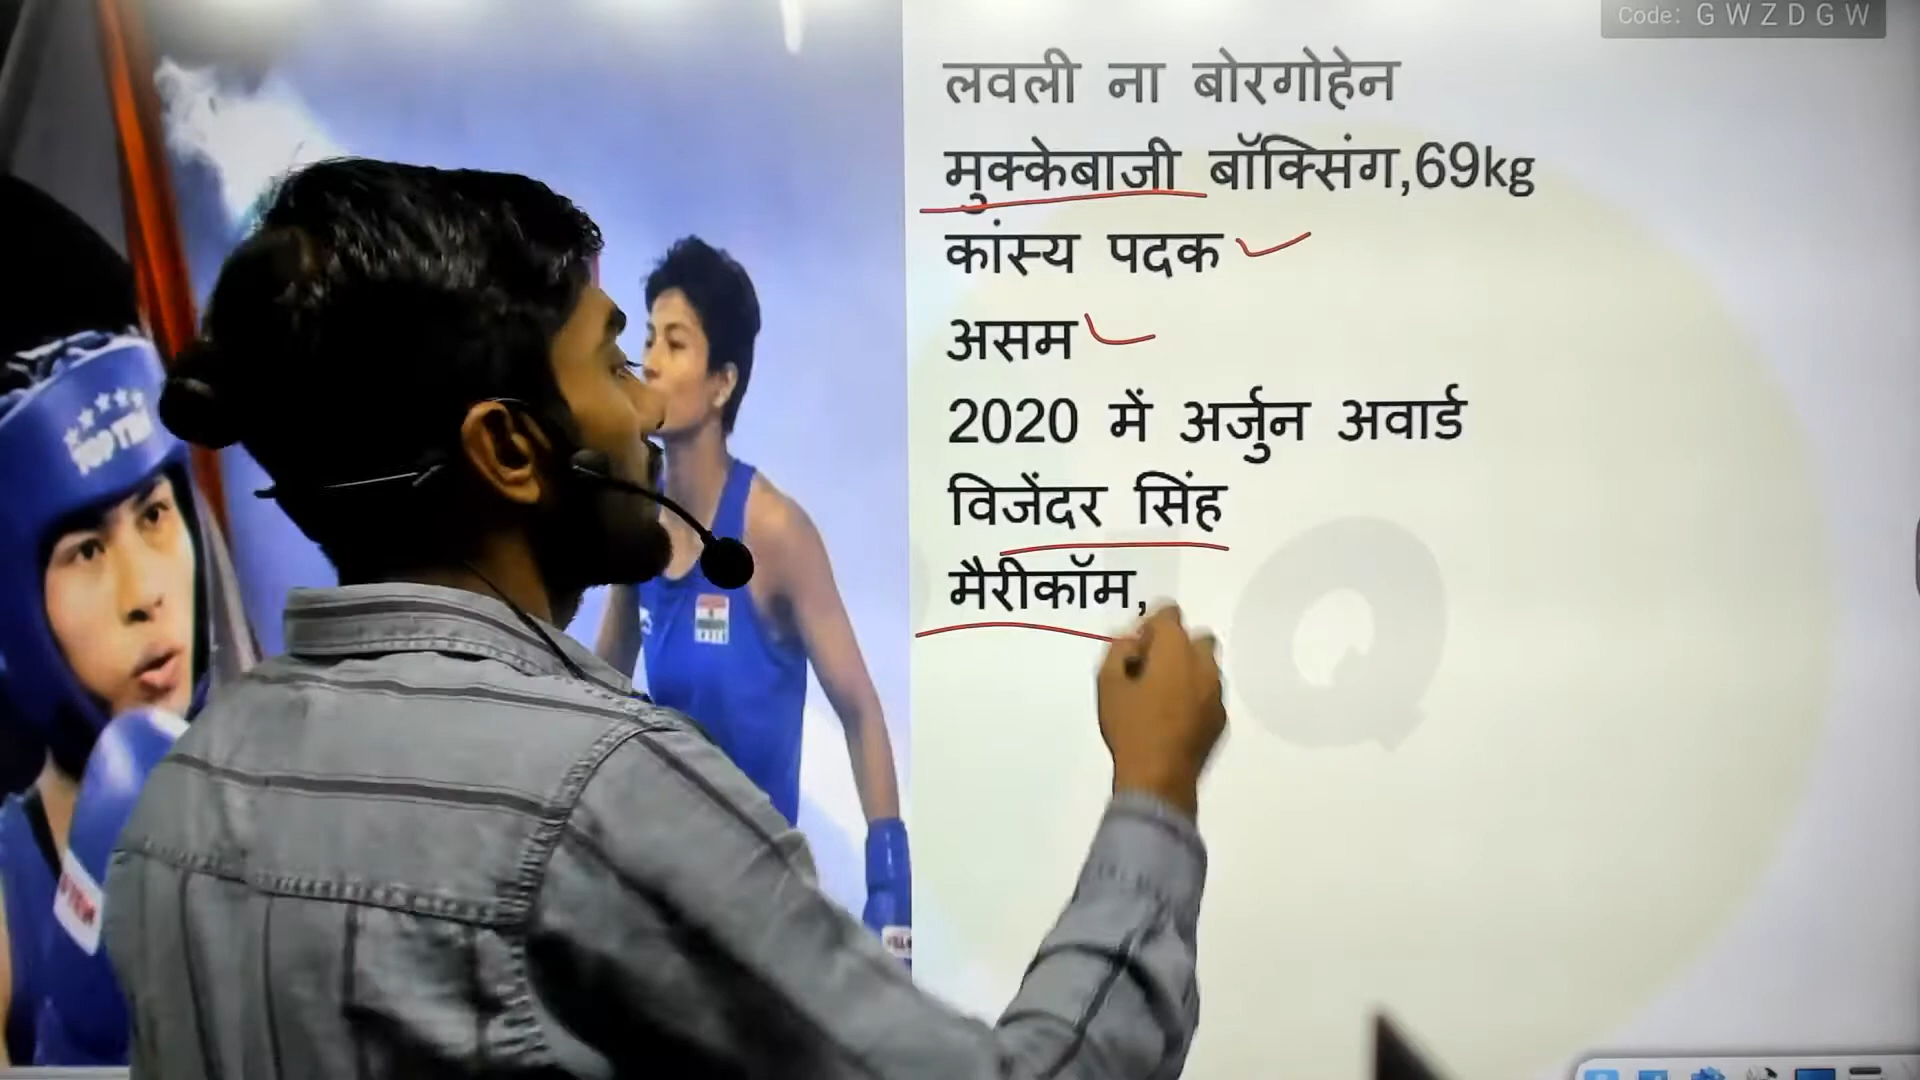 Code: GWZDGW
लवली ना बोरगोहेन
मुक्केबाजी बॉक्सिंग,69kg
कांस्य पदक
असम
2020 में अर्जुन अवार्ड
विजेंदर सिंह
मैरीकॉम,
Q